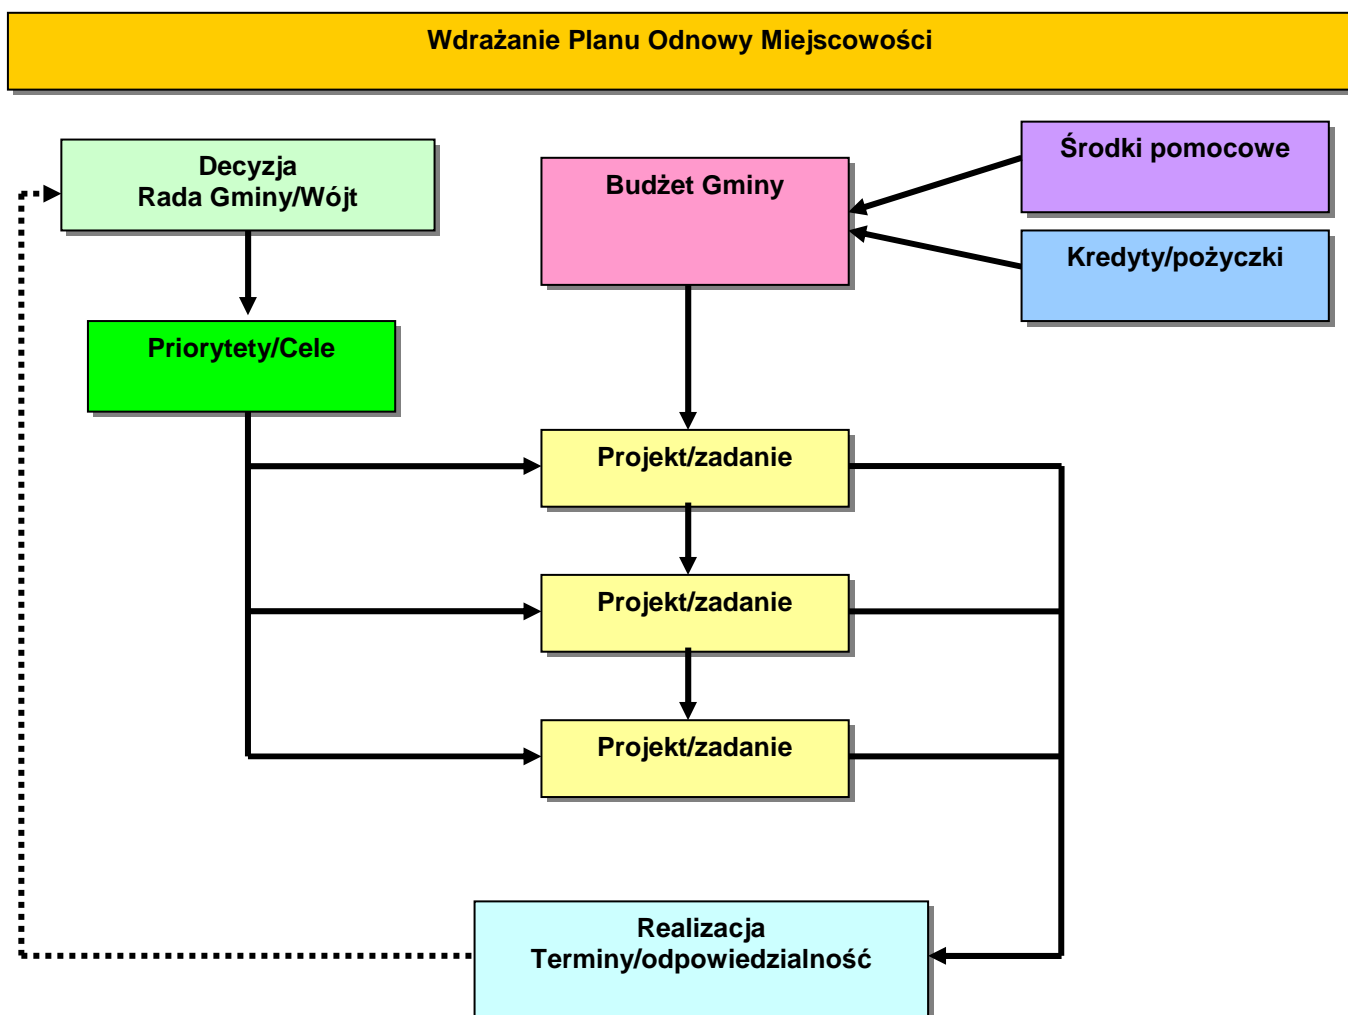 Wdrażanie Planu Odnowy Miejscowości
Decyzja
Rada Gminy/Wójt
Budżet Gminy
Środki pomocowe
Kredyty/pożyczki
Priorytety/Cele
Projekt/zadanie
Projekt/zadanie
Projekt/zadanie
Realizacja
Terminy/odpowiedzialność